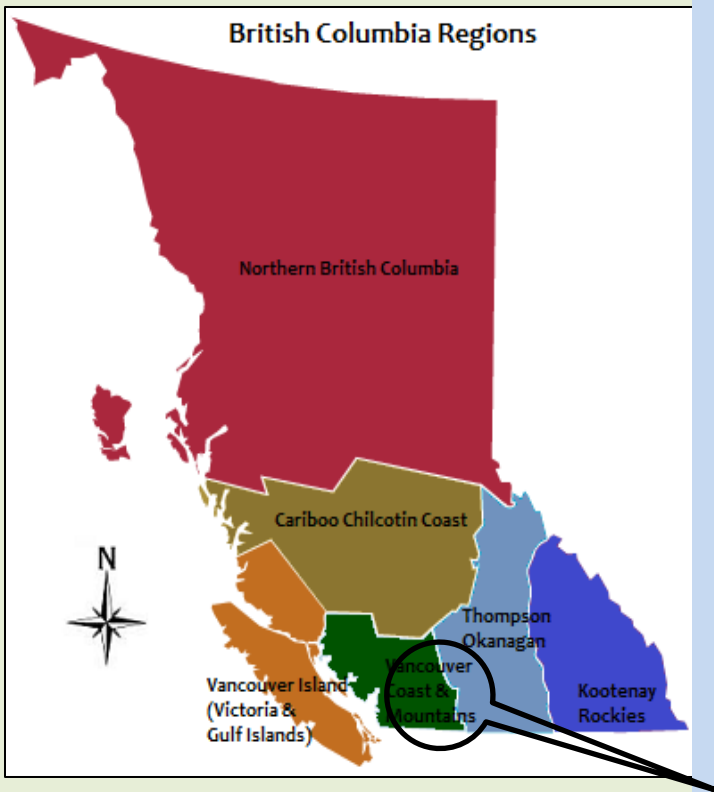 British Columbia Regions
Northern British Columbia
Cariboo Chilcotin Coast
N
Thompson
Okanagan
Vancouver
Coast &
Mountains
Vancouver Island
(Victoria &
Gulf Islands)
Kootenay
Rockies